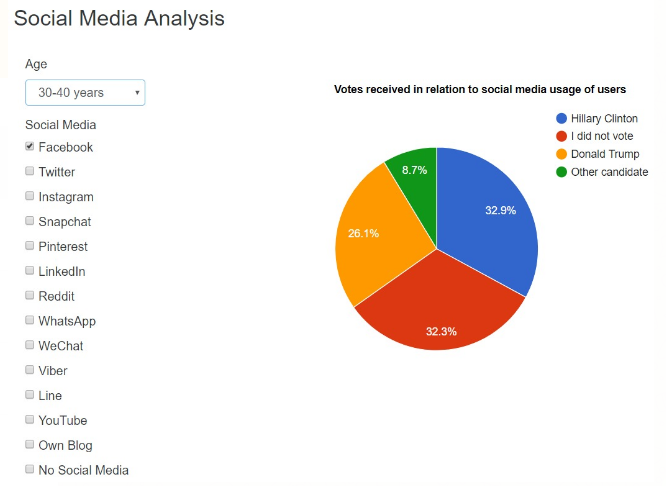 Social Media Analysis
Age
30-40 years
Social Media
Facebook
Twitter
Instagram
Snapchat
Pinterest
LinkedIn
Reddit
WhatsApp
WeChat
Viber
Line
YouTube
Own Blog
No Social Media
Votes received in relation to social media usage of users
Hillary Clinton
I did not vote
Donald Trump
Other candidate
8.7%
32.9%
26.1%
32.3%